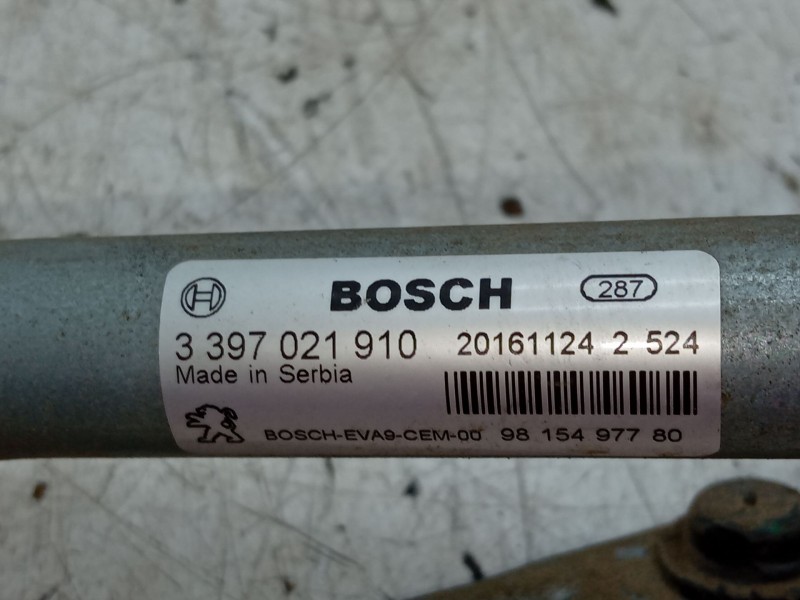 BOSCH 287
3 397 021 910 20161124 2 524
Made in Serbia
BOSCH-EVA9-CEM-00 98 154 977 80